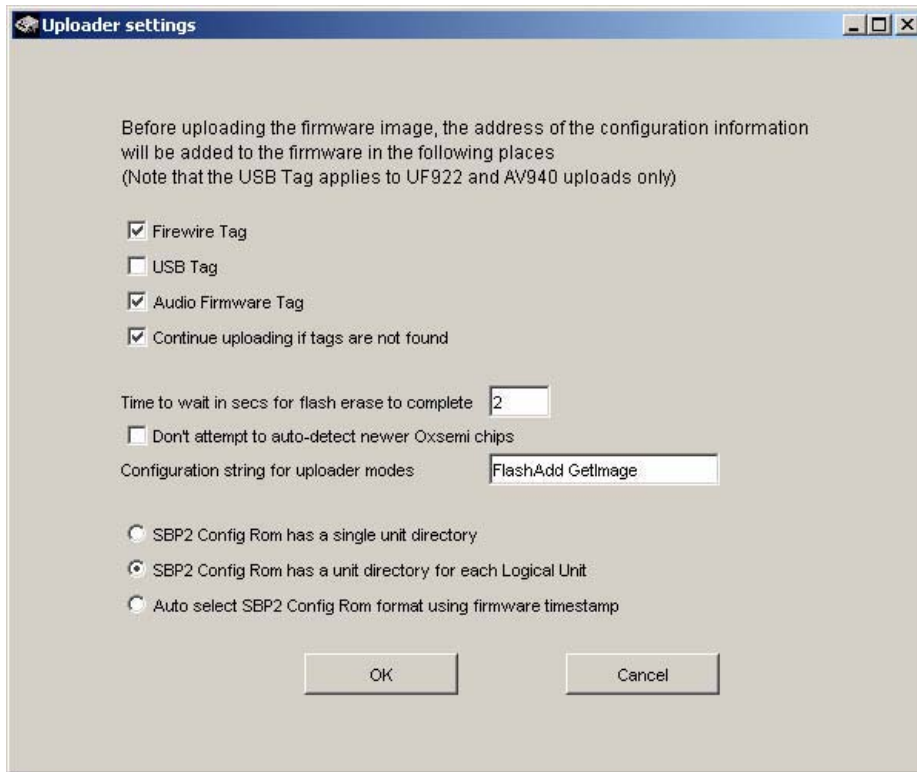 Uploader settings
Before uploading the firmware image, the address of the configuration information
will be added to the firmware in the following places
(Note that the USB Tag applies to UF922 and AV940 uploads only)
Firewire Tag
USB Tag
Audio Firmware Tag
Continue uploading if tags are not found
Time to wait in secs for flash erase to complete 2
Don't attempt to auto-detect newer Oxsemi chips
Configuration string for uploader modes FlashAdd GetImage
SBP2 Config Rom has a single unit directory
SBP2 Config Rom has a unit directory for each Logical Unit
Auto select SBP2 Config Rom format using firmware timestamp
OK Cancel